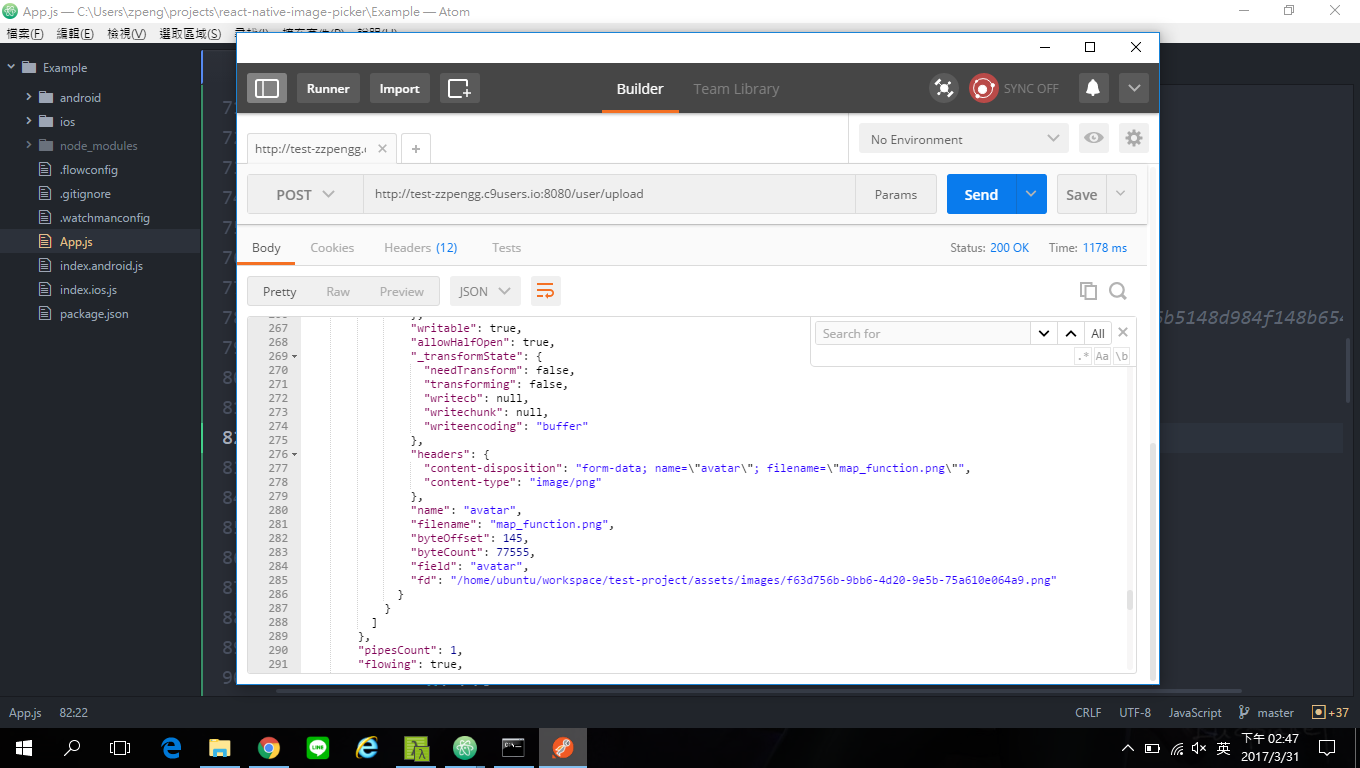 App.js — C:\Users\zpeng\projects\react-native-image-picker\Example — Atom
檔案(F) 編輯(E) 檢視(V) 選取區域(S)
Example
android
ios
node_modules
.flowconfig
.gitignore
.watchmanconfig
App.js
index.android.js
index.ios.js
package.json
Runner Import Builder Team Library SYNC OFF
http://test-zzpengg.c No Environment
POST http://test-zzpengg.c9users.io:8080/user/upload Params Send Save
Body Cookies Headers (12) Tests Status: 200 OK Time: 1178 ms
Pretty Raw Preview JSON
Search for All
.* Aa \b
267 "writable": true,
268 "allowHalfOpen": true,
269 "_transformState": {
270 "needTransform": false,
271 "transforming": false,
272 "writecb": null,
273 "writechunk": null,
274 "writeencoding": "buffer"
275 },
276 "headers": {
277 "content-disposition": "form-data; name=\"avatar\"; filename=\"map_function.png\"",
278 "content-type": "image/png"
279 },
280 "name": "avatar",
281 "filename": "map_function.png",
282 "byteOffset": 145,
283 "byteCount": 77555,
284 "field": "avatar",
285 "fd": "/home/ubuntu/workspace/test-project/assets/images/f63d756b-9bb6-4d20-9e5b-75a610e064a9.png"
286 }
287 }
288 ]
289 },
290 "pipesCount": 1,
291 "flowing": true,
b5148d984f148b654
App.js 82:22 CRLF UTF-8 JavaScript master +37
英 下午 02:47
2017/3/31